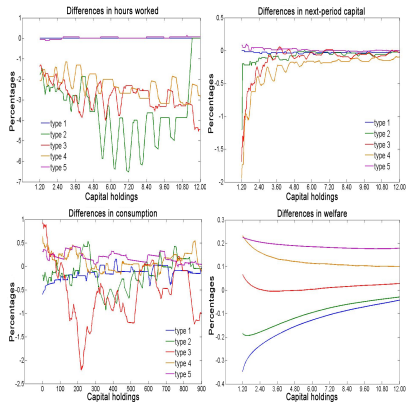 Differences in hours worked
Percentages
1
0
-1
-2
-3
-4
-5
-6
-7
type 1
type 2
type 3
type 4
type 5
1.20 2.40 3.60 4.80 6.00 7.20 8.40 9.60 10.80 12.00
Capital holdings
Differences in next-period capital
Percentages
0.5
0
-0.5
-1
-1.5
-2
type 1
type 2
type 3
type 4
type 5
1.20 2.40 3.60 4.80 6.00 7.20 8.40 9.60 10.80 12.00
Capital holdings
Differences in consumption
Percentages
1
0.5
0
-0.5
-1
-1.5
-2
-2.5
type 1
type 2
type 3
type 4
type 5
0 100 200 300 400 500 600 700 800 900
Capital holdings
Differences in welfare
Percentages
0.3
0.2
0.1
0
-0.1
-0.2
-0.3
-0.4
1.20 2.40 3.60 4.80 6.00 7.20 8.40 9.60 10.80 12.00
Capital holdings